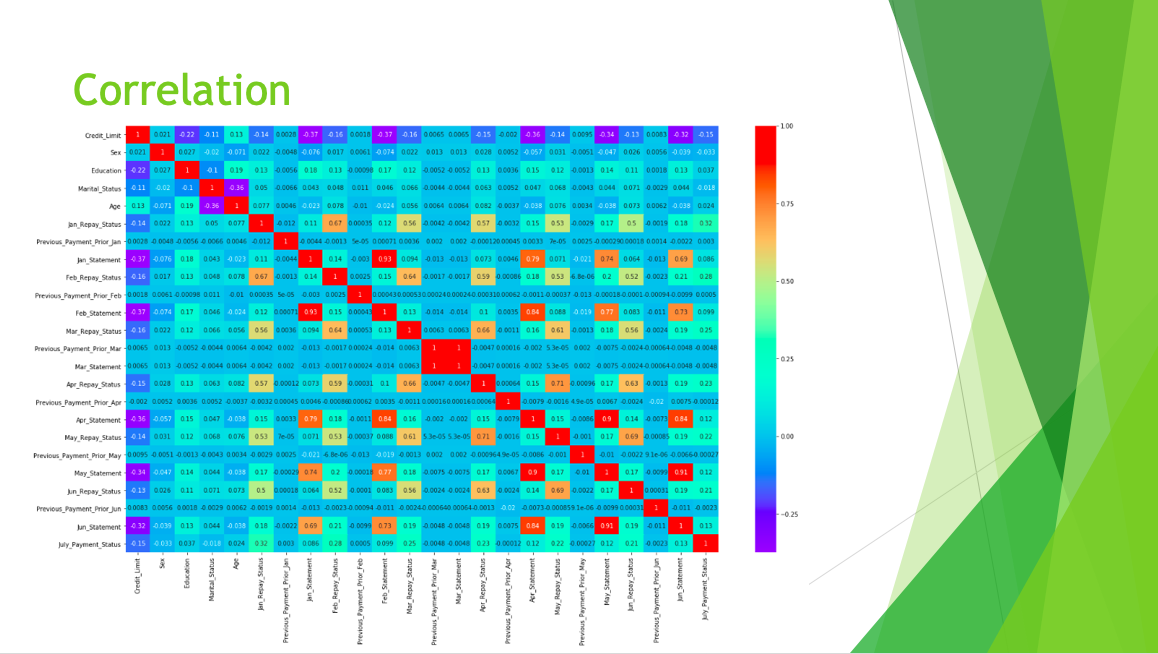 Correlation
Credit_Limit 1 0.021 -0.22 -0.11 0.13 -0.14 0.0028 -0.37 -0.16 0.0018 -0.37 -0.16 0.0065 0.0065 -0.15 -0.002 -0.36 -0.14 0.0095 -0.34 -0.13 0.0083 -0.32 -0.15 1.00
Sex 0.021 1 0.027 -0.02 -0.071 0.022 -0.0048 -0.076 0.017 0.0061 -0.074 0.022 0.013 0.013 0.028 0.0052 -0.057 0.031 -0.0051 -0.047 0.026 0.0056 -0.039 -0.033
Education -0.22 0.027 1 -0.1 0.19 0.13 -0.0056 0.18 0.13 -0.00098 0.17 0.12 -0.0052 -0.0052 0.13 0.0036 0.15 0.12 -0.0013 0.14 0.11 0.0018 0.13 0.037
Marital_Status -0.11 -0.02 -0.1 1 -0.36 0.05 -0.0066 0.043 0.048 0.011 0.046 0.066 -0.0044 -0.0044 0.063 0.0052 0.047 0.068 -0.0043 0.044 0.071 -0.0029 0.044 -0.018
Age 0.13 -0.071 0.19 -0.36 1 0.077 0.0046 -0.023 0.078 -0.01 -0.024 0.056 0.0064 0.0064 0.082 -0.0037 -0.038 0.076 0.0034 -0.038 0.073 0.0062 -0.038 0.024 0.75
Jan_Repay_Status -0.14 0.022 0.13 0.05 0.077 1 -0.012 0.11 0.67 0.00035 0.12 0.56 -0.0042 -0.0042 0.57 -0.0032 0.15 0.53 -0.0029 0.17 0.5 -0.0019 0.18 0.32
Previous_Payment_Prior_Jan 0.0028 -0.0048 -0.0056 -0.0066 0.0046 -0.012 1 -0.0044 -0.0013 5e-05 0.00071 0.0036 0.002 0.002 -0.00012 0.00045 0.0033 7e-05 0.0025 -0.00029 0.00018 0.0014 -0.0022 0.003
Jan_Statement -0.37 -0.076 0.18 0.043 -0.023 0.11 -0.0044 1 0.14 -0.003 0.93 0.094 -0.013 -0.013 0.073 0.0046 0.79 0.071 -0.021 0.74 0.064 -0.013 0.69 0.086
Feb_Repay_Status -0.16 0.017 0.13 0.048 0.078 0.67 -0.0013 0.14 1 0.0025 0.15 0.64 -0.0017 -0.0017 0.59 -0.00086 0.18 0.53 -6.8e-06 0.2 0.52 -0.0023 0.21 0.28 0.50
Previous_Payment_Prior_Feb 0.0018 0.0061 -0.00098 0.011 -0.01 0.00035 5e-05 -0.003 0.0025 1 0.00043 0.00053 0.00024 0.00024 -0.00031 0.00062 -0.0011 -0.00037 -0.013 -0.00018 -0.0001 -0.00094 -0.0099 0.0005
Feb_Statement -0.37 -0.074 0.17 0.046 -0.024 0.12 0.00071 0.93 0.15 0.00043 1 0.13 -0.014 -0.014 0.1 0.0035 0.84 0.088 -0.019 0.77 0.083 -0.011 0.73 0.099
Mar_Repay_Status -0.16 0.022 0.12 0.066 0.056 0.56 0.0036 0.094 0.64 0.00053 0.13 1 0.0063 0.0063 0.66 -0.0011 0.16 0.61 -0.0013 0.18 0.56 -0.0024 0.19 0.25
Previous_Payment_Prior_Mar 0.0065 0.013 -0.0052 -0.0044 0.0064 -0.0042 0.002 -0.013 -0.0017 0.00024 -0.014 0.0063 1 1 -0.0047 0.00016 -0.002 5.3e-05 0.002 -0.0075 -0.0024 0.00064 -0.0048 -0.0048
Mar_Statement 0.0065 0.013 -0.0052 -0.0044 0.0064 -0.0042 0.002 -0.013 -0.0017 0.00024 -0.014 0.0063 1 1 -0.0047 0.00016 -0.002 5.3e-05 0.002 -0.0075 -0.0024 0.00064 -0.0048 -0.0048 0.25
Apr_Repay_Status -0.15 0.028 0.13 0.063 0.082 0.57 -0.00012 0.073 0.59 -0.00031 0.1 0.66 -0.0047 -0.0047 1 0.00064 0.15 0.71 -0.00096 0.17 0.63 -0.0013 0.19 0.23
Previous_Payment_Prior_Apr -0.002 0.0052 0.0036 0.0052 -0.0037 -0.0032 0.00045 0.0046 -0.00086 0.00062 0.0035 -0.0011 0.00016 0.00016 0.00064 1 -0.0079 -0.0016 4.9e-05 0.0067 -0.0024 -0.02 0.0075 -0.00012
Apr_Statement -0.36 -0.057 0.15 0.047 -0.038 0.15 0.0033 0.79 0.18 -0.0011 0.84 0.16 -0.002 -0.002 0.15 -0.0079 1 0.15 -0.0086 0.9 0.14 -0.0073 0.84 0.12
May_Repay_Status -0.14 0.031 0.12 0.068 0.076 0.53 7e-05 0.071 0.53 -0.00037 0.088 0.61 5.3e-05 5.3e-05 0.71 -0.0016 0.15 1 -0.001 0.17 0.69 -0.00085 0.19 0.22 0.00
Previous_Payment_Prior_May 0.0095 -0.0051 -0.0013 -0.0043 0.0034 -0.0029 0.0025 -0.021 -6.8e-06 -0.013 -0.019 -0.0013 0.002 0.002 -0.00096 4.9e-05 -0.0086 -0.001 1 -0.01 -0.0022 9.1e-06 -0.0066 0.00027
May_Statement -0.34 -0.047 0.14 0.044 -0.038 0.17 -0.00029 0.74 0.2 -0.00018 0.77 0.18 -0.0075 -0.0075 0.17 0.0067 0.9 0.17 -0.01 1 0.17 -0.0099 0.91 0.12
Jun_Repay_Status -0.13 0.026 0.11 0.071 0.073 0.5 0.00018 0.064 0.52 -0.0001 0.083 0.56 -0.0024 -0.0024 0.63 -0.0024 0.14 0.69 -0.0022 0.17 1 0.00031 0.19 0.21
Previous_Payment_Prior_Jun 0.0083 0.0056 0.0018 -0.0029 0.0062 -0.0019 0.0014 -0.013 -0.0023 -0.0094 -0.011 -0.0024 0.00064 0.00064 -0.0013 -0.02 -0.0073 -0.00085 9.1e-06 -0.0099 0.00031 1 -0.011 -0.0023
−0.25
Jun_Statement -0.32 -0.039 0.13 0.044 -0.038 0.18 -0.0022 0.69 0.21 -0.0099 0.73 0.19 -0.0048 -0.0048 0.19 0.0075 0.84 0.19 -0.0066 0.91 0.19 -0.011 1 0.13
July_Payment_Status -0.15 -0.033 0.037 -0.018 0.024 0.32 0.003 0.086 0.28 0.0005 0.099 0.25 -0.0048 -0.0048 0.23 -0.00012 0.12 0.22 -0.00027 0.12 0.21 -0.0023 0.13 1
Credit_Limit
Sex
Education
Marital_Status
Age
Jan_Repay_Status
Previous_Payment_Prior_Jan
Jan_Statement
Feb_Repay_Status
Previous_Payment_Prior_Feb
Feb_Statement
Mar_Repay_Status
Previous_Payment_Prior_Mar
Mar_Statement
Apr_Repay_Status
Previous_Payment_Prior_Apr
Apr_Statement
May_Repay_Status
Previous_Payment_Prior_May
May_Statement
Jun_Repay_Status
Previous_Payment_Prior_Jun
Jun_Statement
July_Payment_Status